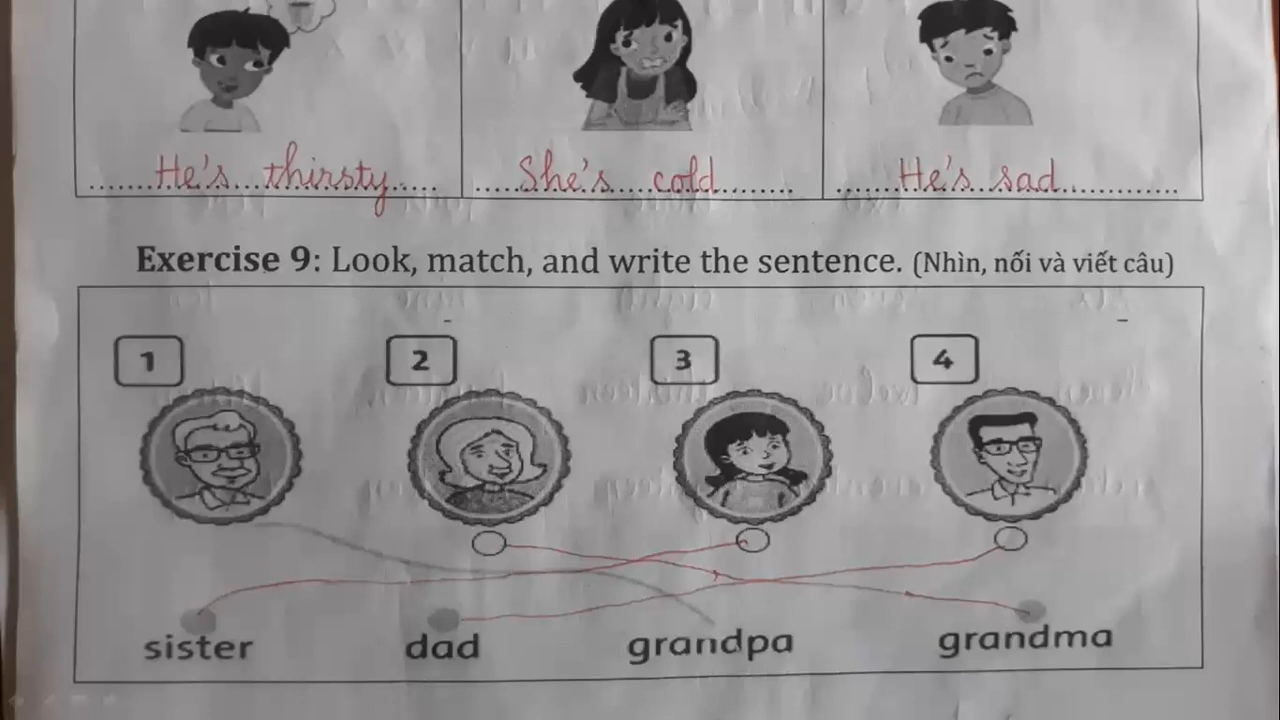 He's thirsty She's cold He's sad
Exercise 9: Look, match, and write the sentence. (Nhìn, nối và viết câu)
1 2 3 4
sister dad grandpa grandma